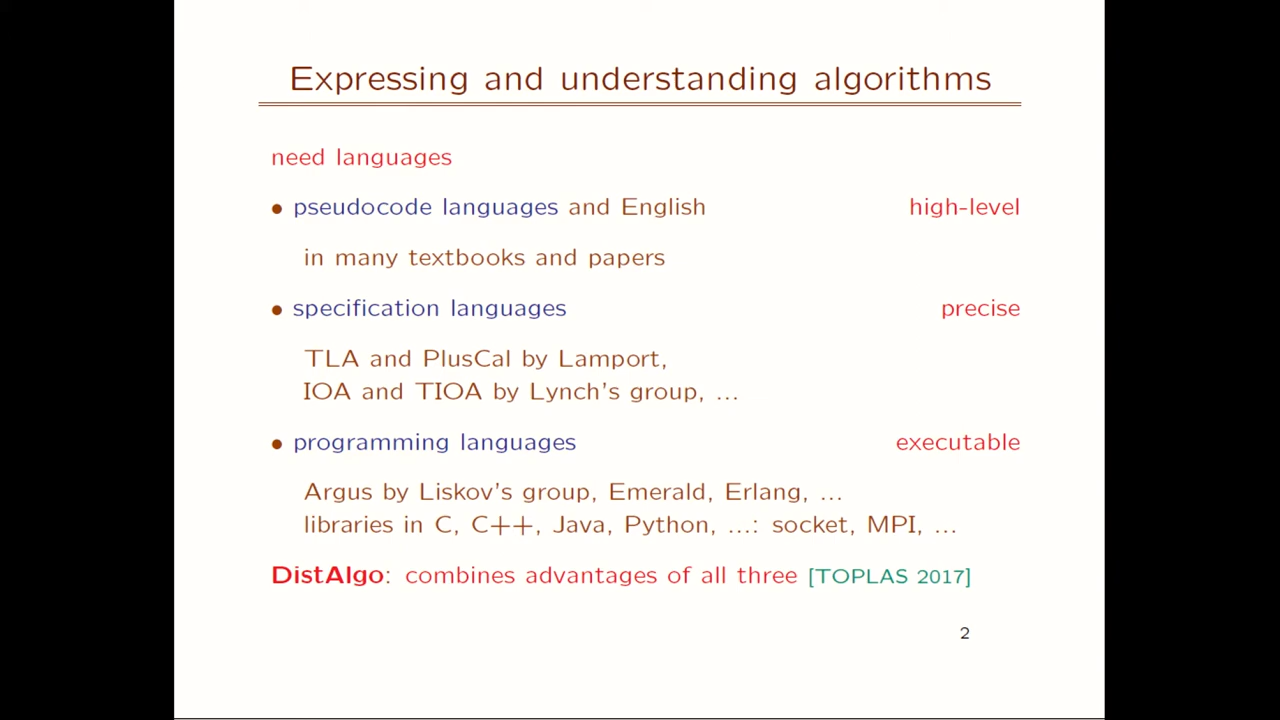 Expressing and understanding algorithms
need languages
• pseudocode languages and English high-level
in many textbooks and papers
• specification languages precise
TLA and PlusCal by Lamport,
IOA and TIOA by Lynch's group, ...
• programming languages executable
Argus by Liskov's group, Emerald, Erlang, ...
libraries in C, C++, Java, Python, ...: socket, MPI, ...
DistAlgo: combines advantages of all three [TOPLAS 2017]
2